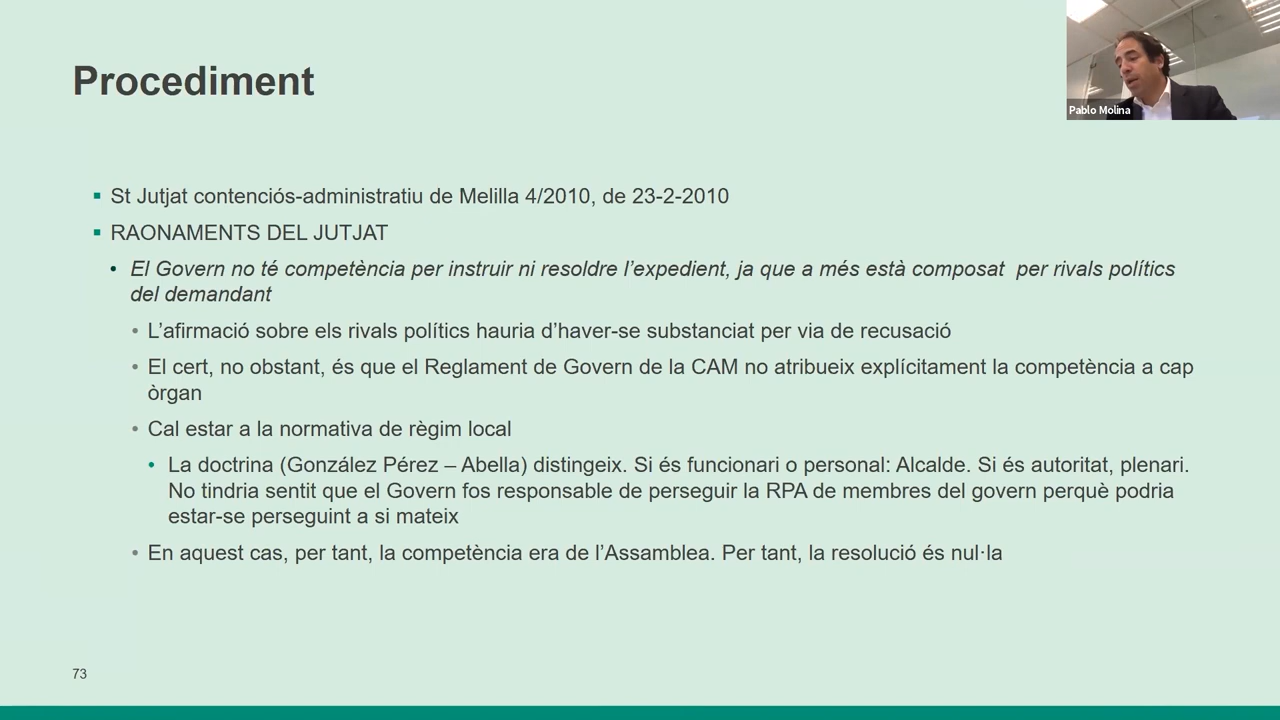 Procediment
Pablo Molina
St Jutjat contenciós-administratiu de Melilla 4/2010, de 23-2-2010
RAONAMENTS DEL JUTJAT
El Govern no té competència per instruir ni resoldre l’expedient, ja que a més està composat  per rivals polítics
del demandant
L’afirmació sobre els rivals polítics hauria d’haver-se substanciat per via de recusació
El cert, no obstant, és que el Reglament de Govern de la CAM no atribueix explícitament la competència a cap
òrgan
Cal estar a la normativa de règim local
La doctrina (González Pérez – Abella) distingeix. Si és funcionari o personal: Alcalde. Si és autoritat, plenari.
No tindria sentit que el Govern fos responsable de perseguir la RPA de membres del govern perquè podria
estar-se perseguint a si mateix
En aquest cas, per tant, la competència era de l’Assamblea. Per tant, la resolució és nul·la
73